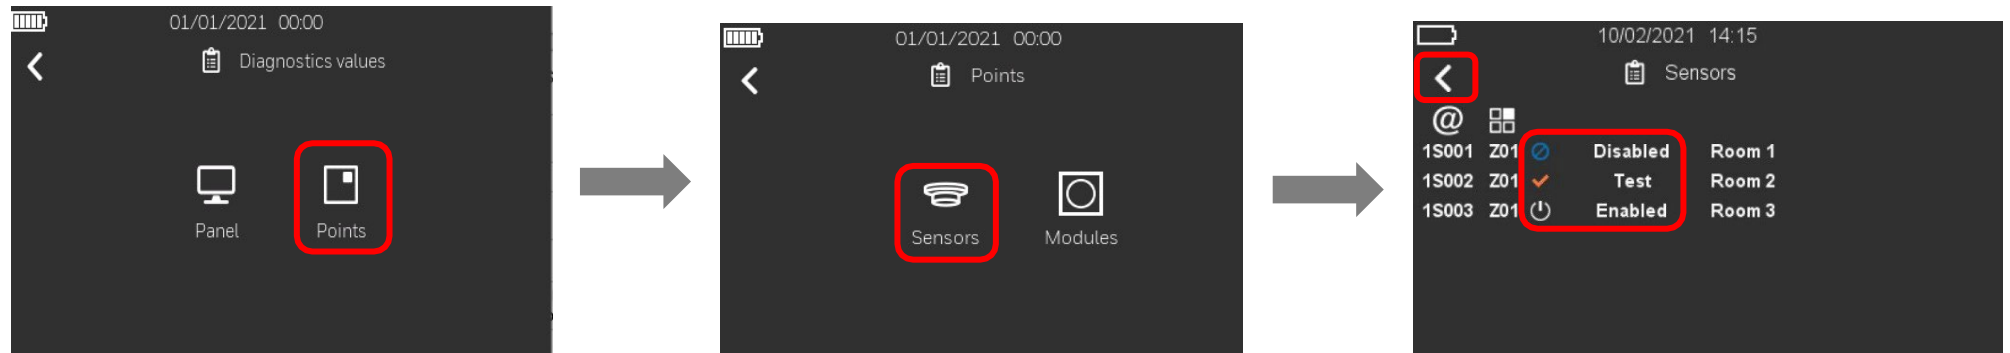 01/01/2021 00:00
Diagnostics values
Panel
Points
01/01/2021 00:00
Points
Sensors
Modules
10/02/2021 14:15
Sensors
@
1S001 Z01 Disabled Room 1
1S002 Z01 Test Room 2
1S003 Z01 Enabled Room 3